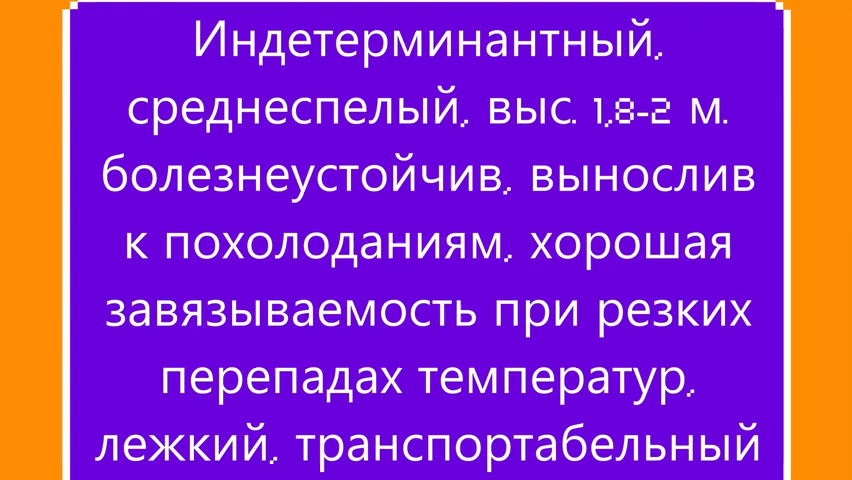 Индетерминантный,
среднеспелый, выс. 1,8-2 м.
болезнеустойчив, вынослив
к похолоданиям, хорошая
завязываемость при резких
перепадах температур,
лежкий, транспортабельный